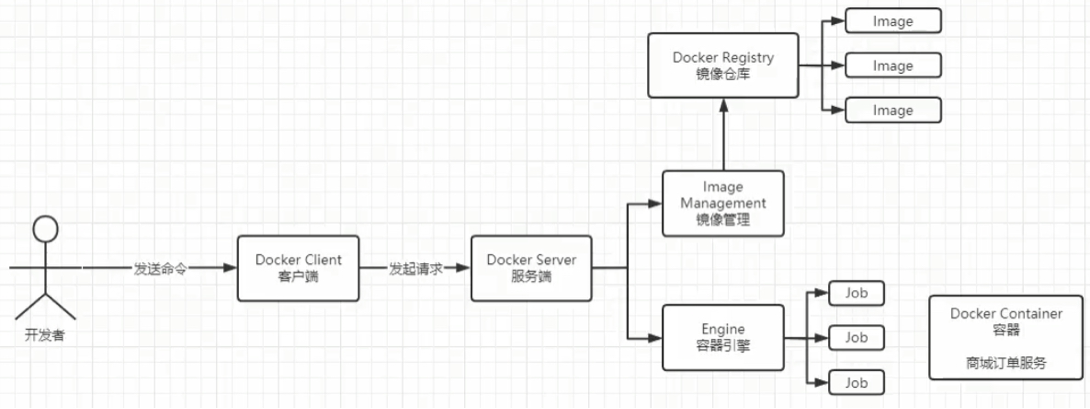 开发者
发送命令
Docker Client
客户端
发起请求
Docker Server
服务端
Image
Management
镜像管理
Docker Registry
镜像仓库
Image
Image
Image
Engine
容器引擎
Job
Job
Job
Docker Container
容器
商城订单服务